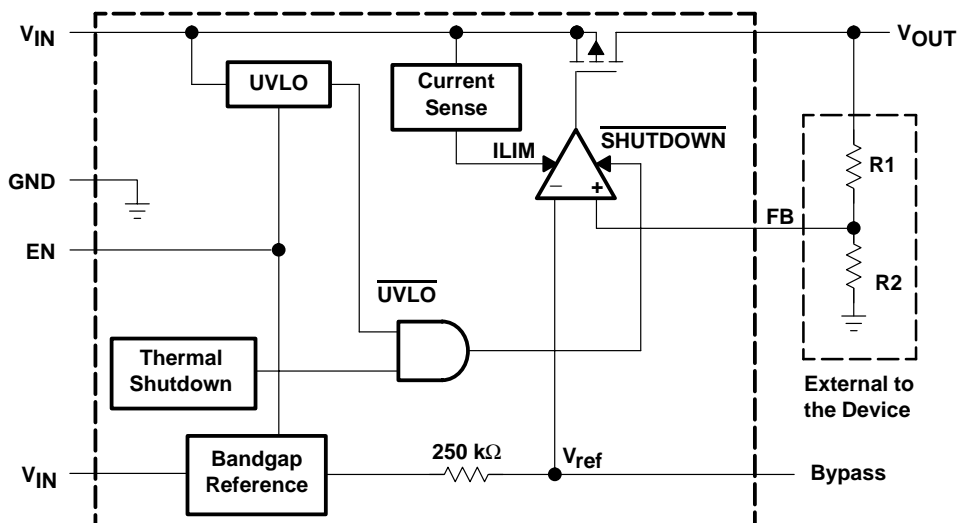 VIN
VOUT
UVLO
Current
Sense
SHUTDOWN
ILIM
R1
GND
− +
FB
EN
R2
UVLO
Thermal
Shutdown
External to
the Device
250 kΩ
Vref
VIN
Bandgap
Reference
Bypass